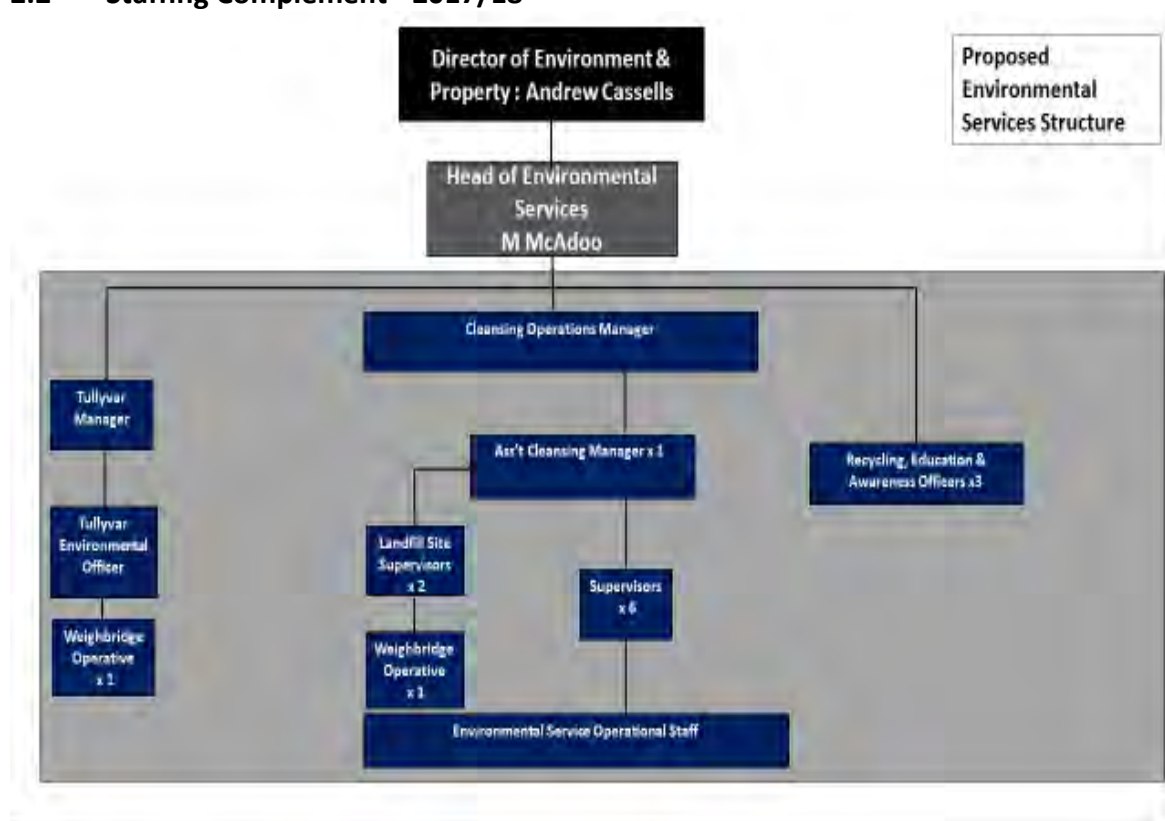 Staffing Complement - 2017/18
Director of Environment &
Property : Andrew Cassells
Proposed
Environmental
Services Structure
Head of Environmental
Services
M McAdoo
Cleansing Operations Manager
Tullyvar
Manager
Ass't Cleansing Manager x 1
Recycling, Education &
Awareness Officers x3
Tullyvar
Environmental
Officer
Landfill Site
Supervisors
x 2
Supervisors
x 6
Weighbridge
Operative
x 1
Weighbridge
Operative
x 1
Environmental Service Operational Staff